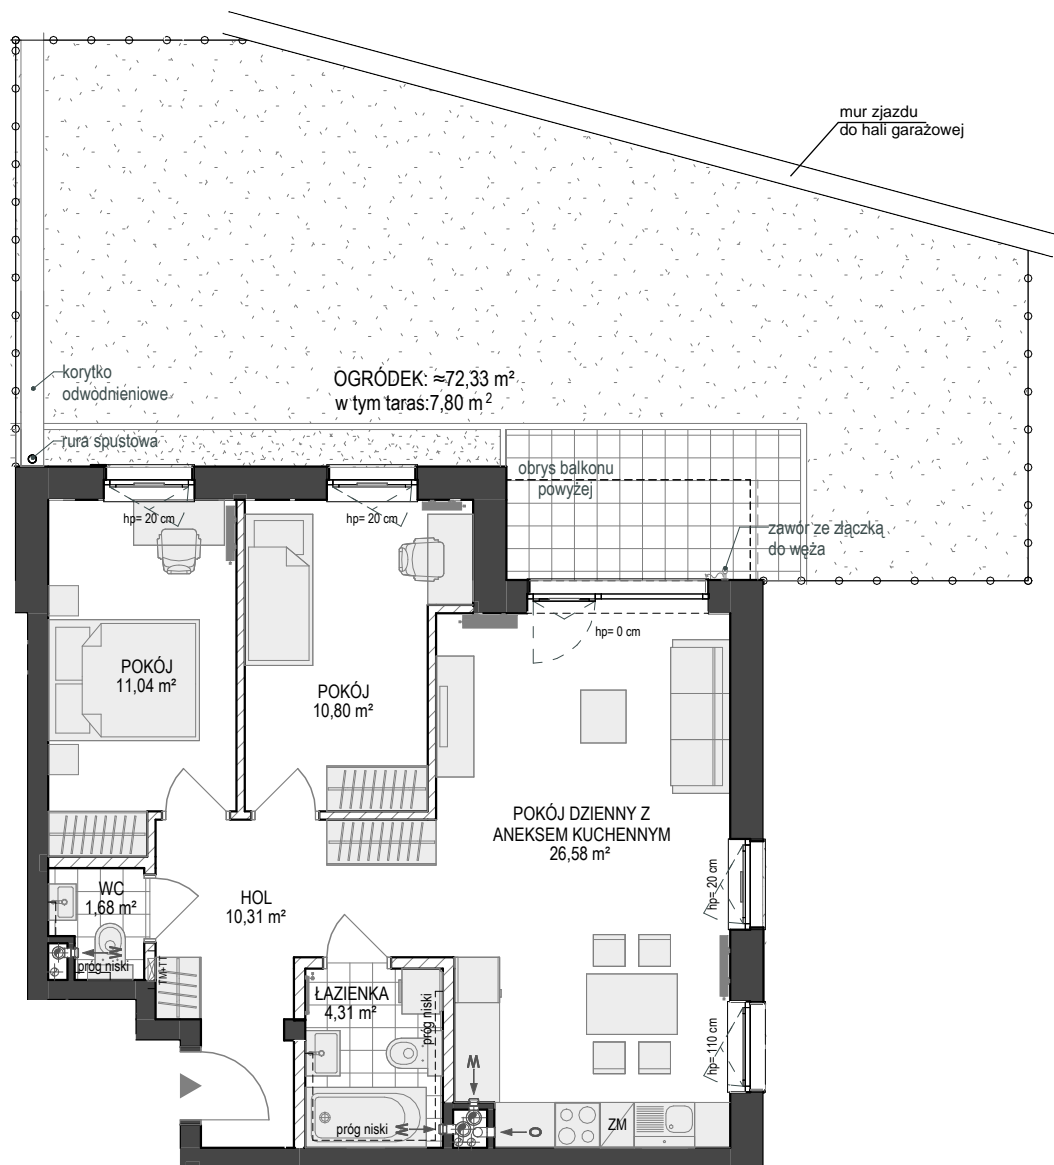 mur zjazdu
do hali garażowej
korytko
odwodnieniowe
OGRÓDEK: ≈72,33 m²
w tym taras:7,80 m²
rura spustowa
obrys balkonu
powyżej
hp= 20 cm
hp= 20 cm
zawór ze złączką
do węża
hp= 0 cm
POKÓJ
11,04 m²
POKÓJ
10,80 m²
POKÓJ DZIENNY Z
ANEKSEM KUCHENNYM
26,58 m²
hp= 20 cm
WC
1,68 m²
HOL
10,31 m²
W
próg niski
TM+TT
ŁAZIENKA
4,31 m²
próg niski
hp= 110 cm
W
próg niski
W
O
ZM